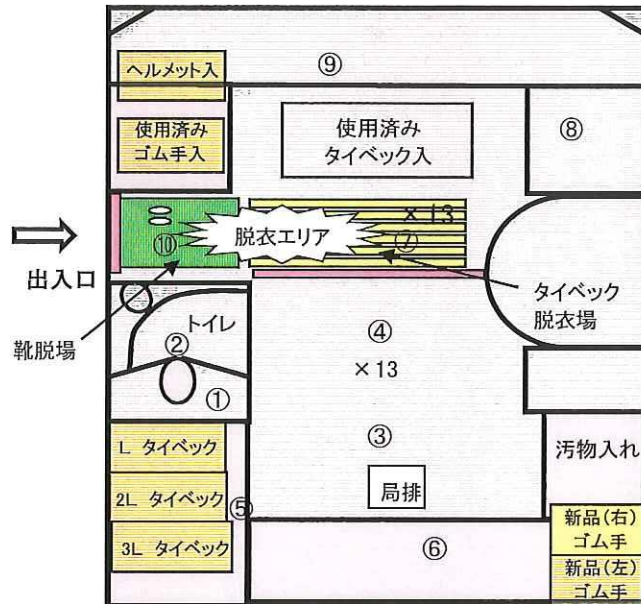 ⑨
ヘルメット入
使用済み
ゴム手入
使用済み
タイベック入
⑧
×13
脱衣エリア
⑩
⑦
出入口
靴脱場
トイレ
②
①
④
×13
タイベック
脱衣場
③
局排
L タイベック
2L タイベック
3L タイベック
⑤
⑥
汚物入れ
新品(右)
ゴム手
新品(左)
ゴム手